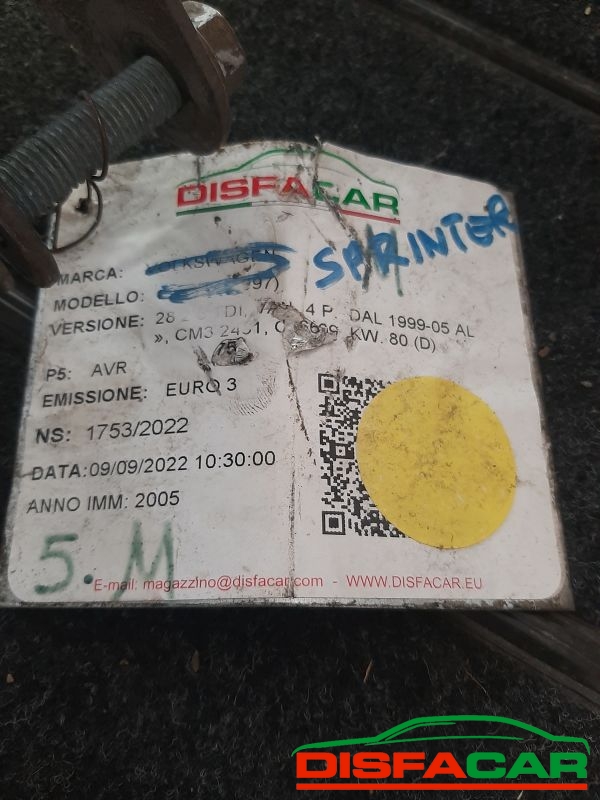 DISFACAR
MARCA: VOLKSWAGEN SPRINTER
MODELLO:
VERSIONE: 28 4 P. DAL 1999-05 AL
», CM3 KW. 80 (D)
P5: AVR
EMISSIONE: EURO 3
NS: 1753/2022
DATA:09/09/2022 10:30:00
ANNO IMM: 2005
5. M
E-mail: magazzino@disfacar.com - WWW.DISFACAR.EU
DISFACAR